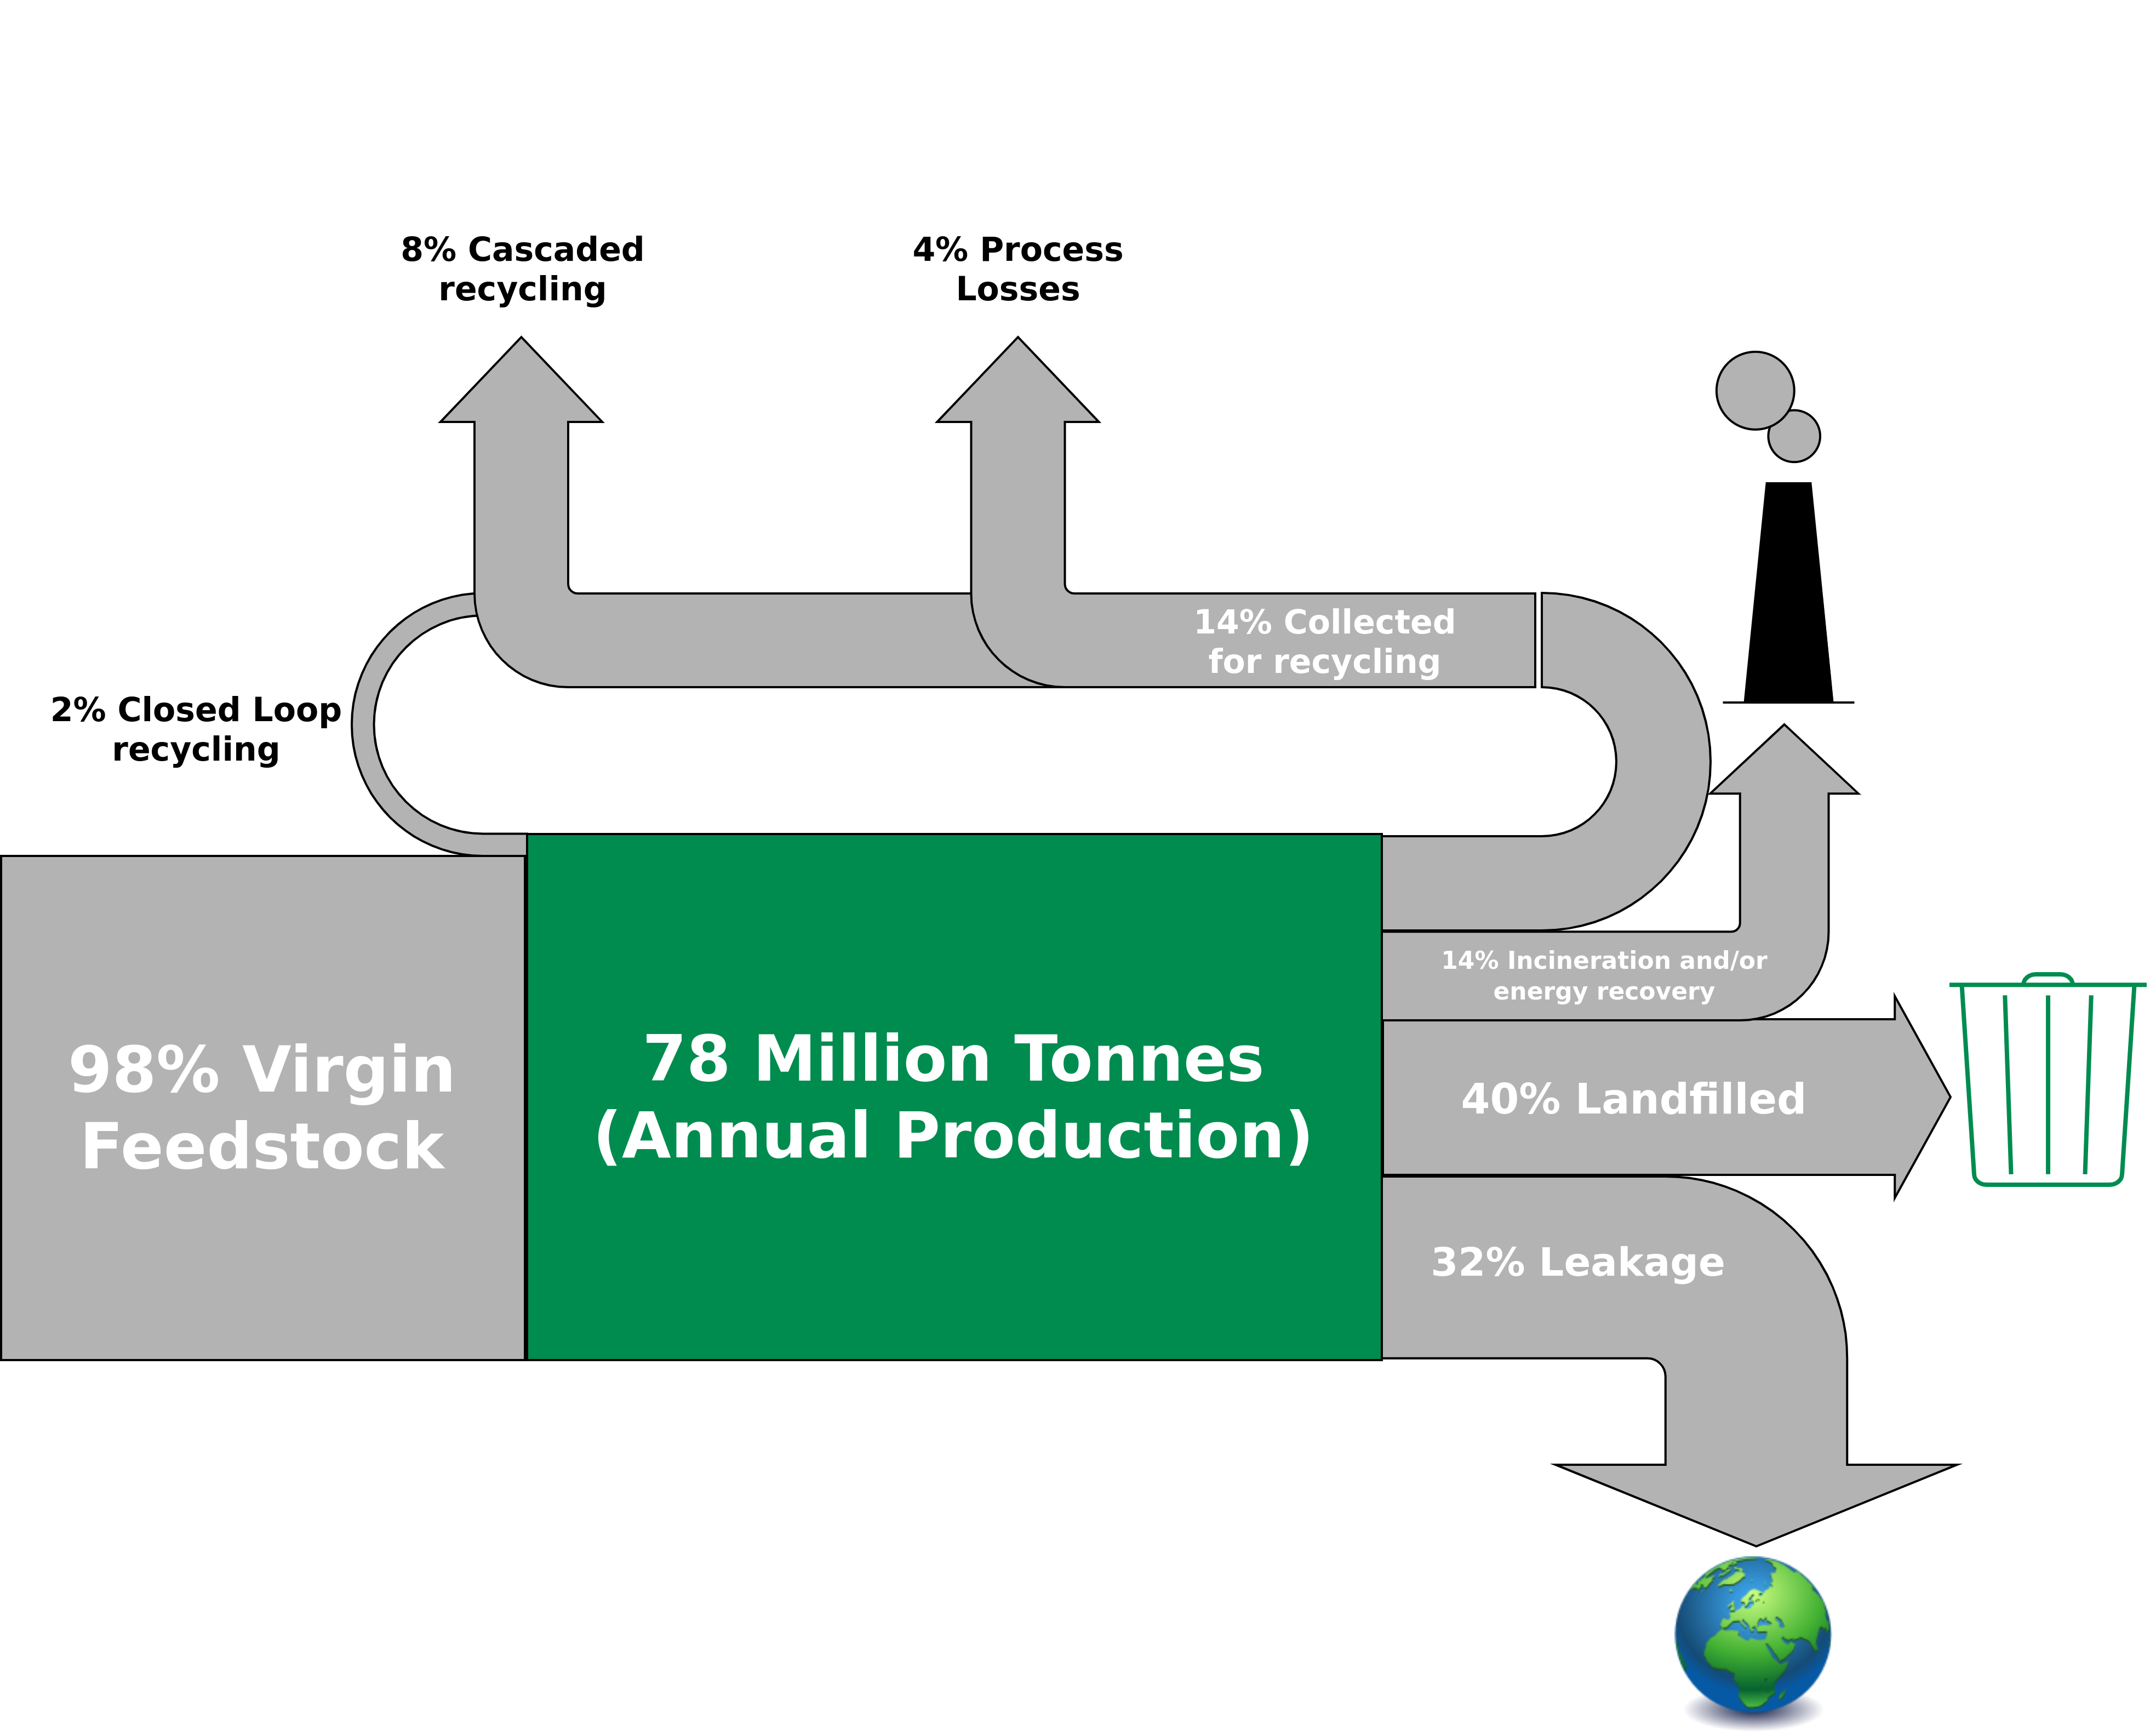 8% Cascaded
recycling
4% Process
Losses
14% Collected
for recycling
2% Closed Loop
recycling
14% Incineration and/or
energy recovery
98% Virgin
Feedstock
78 Million Tonnes
(Annual Production)
40% Landfilled
32% Leakage